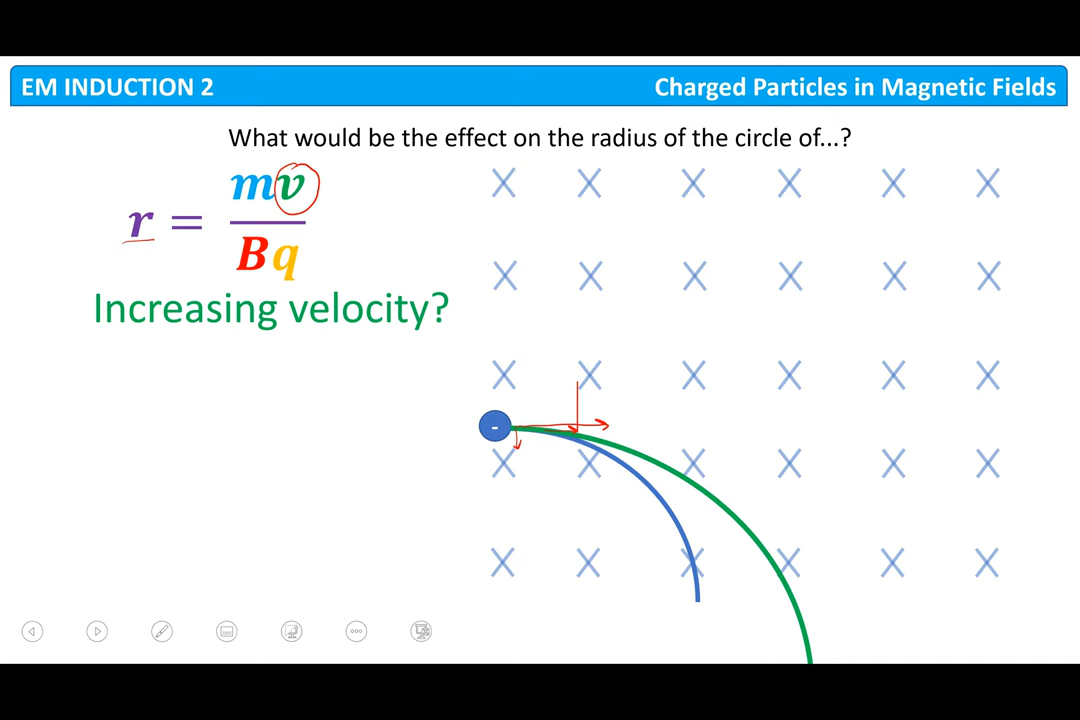 EM INDUCTION 2
Charged Particles in Magnetic Fields
What would be the effect on the radius of the circle of...?
r = mv / Bq
Increasing velocity?
X X X X X X
X X X X X X
X X X X X X
-
X X X X X X
X X X X X X